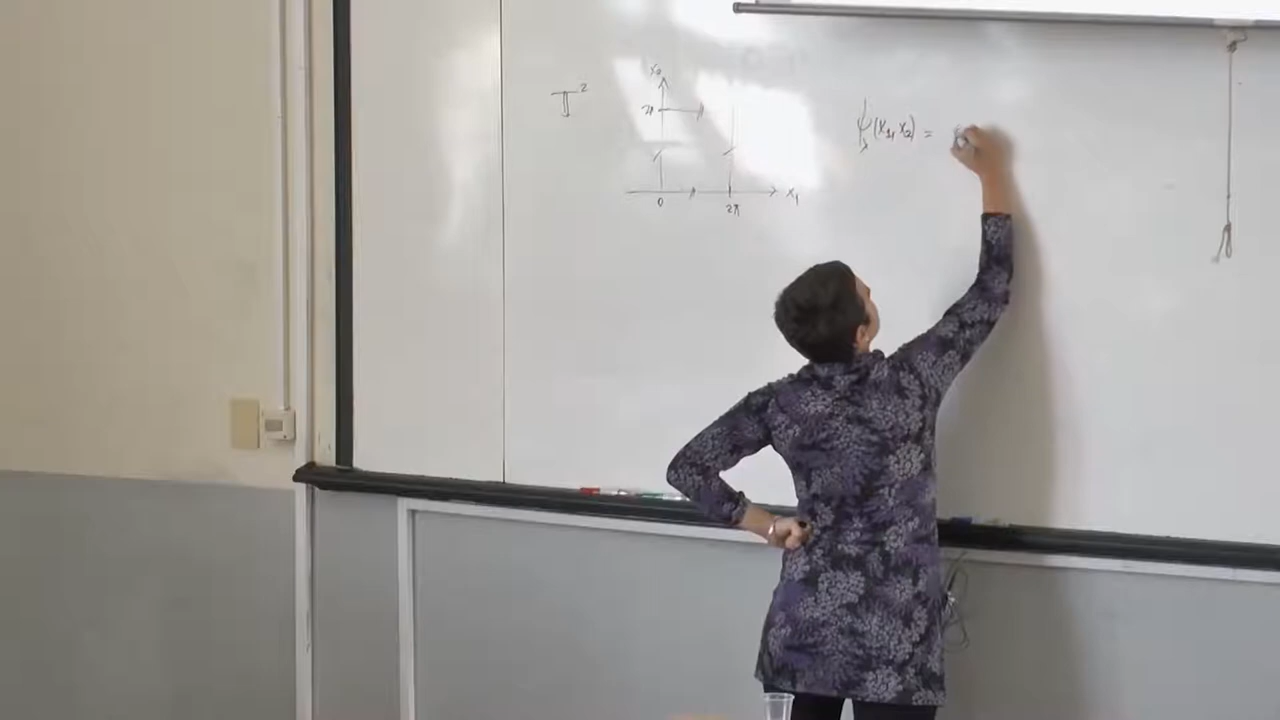 𝕋²
x₂
2π
0
2π
x₁
ψ(x₁, x₂) =